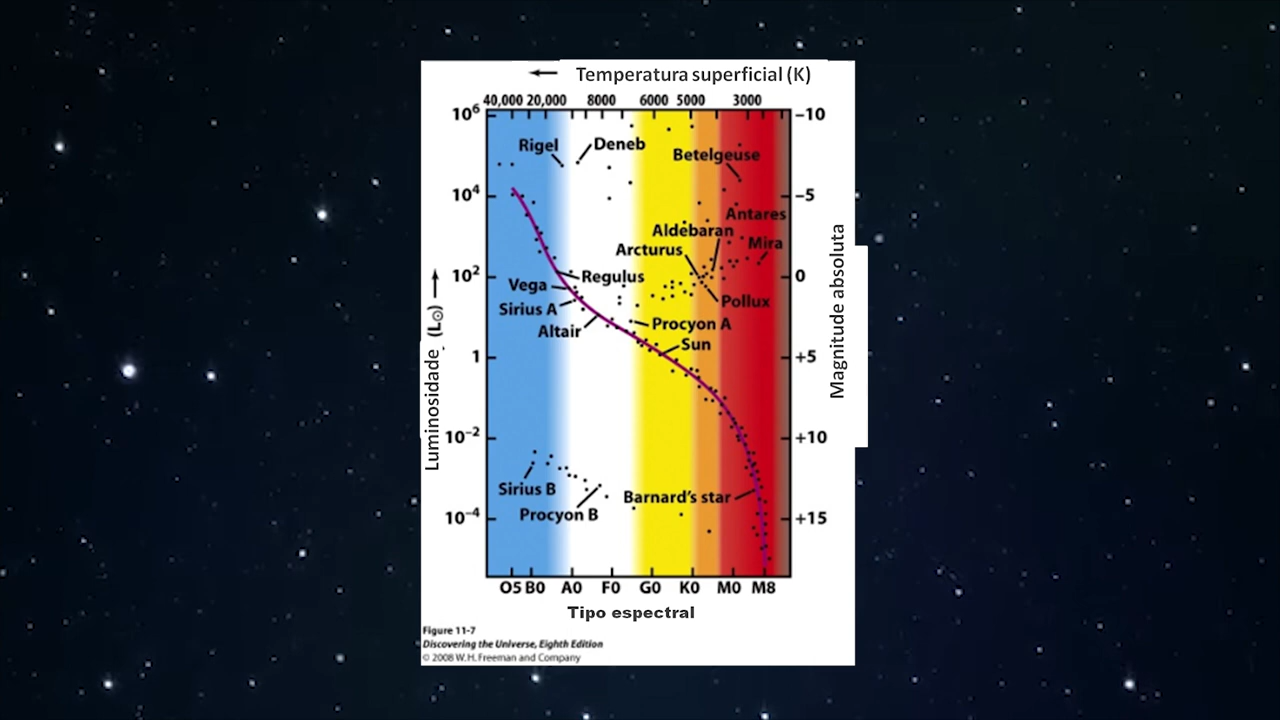 ← Temperatura superficial (K)
40,000 20,000 8000 6000 5000 3000
10⁶ −10
Rigel Deneb
Betelgeuse
10⁴ −5
Antares
Aldebaran
Mira
Arcturus
10² 0
Regulus
Vega
Pollux
Sirius A
Altair
Procyon A
Sun
1 +5
10⁻² +10
Sirius B
Barnard's star
Procyon B
10⁻⁴ +15
Luminosidade (L⊙) →
Magnitude absoluta
O5 B0 A0 F0 G0 K0 M0 M8
Tipo espectral
Figure 11-7
Discovering the Universe, Eighth Edition
© 2008 W. H. Freeman and Company